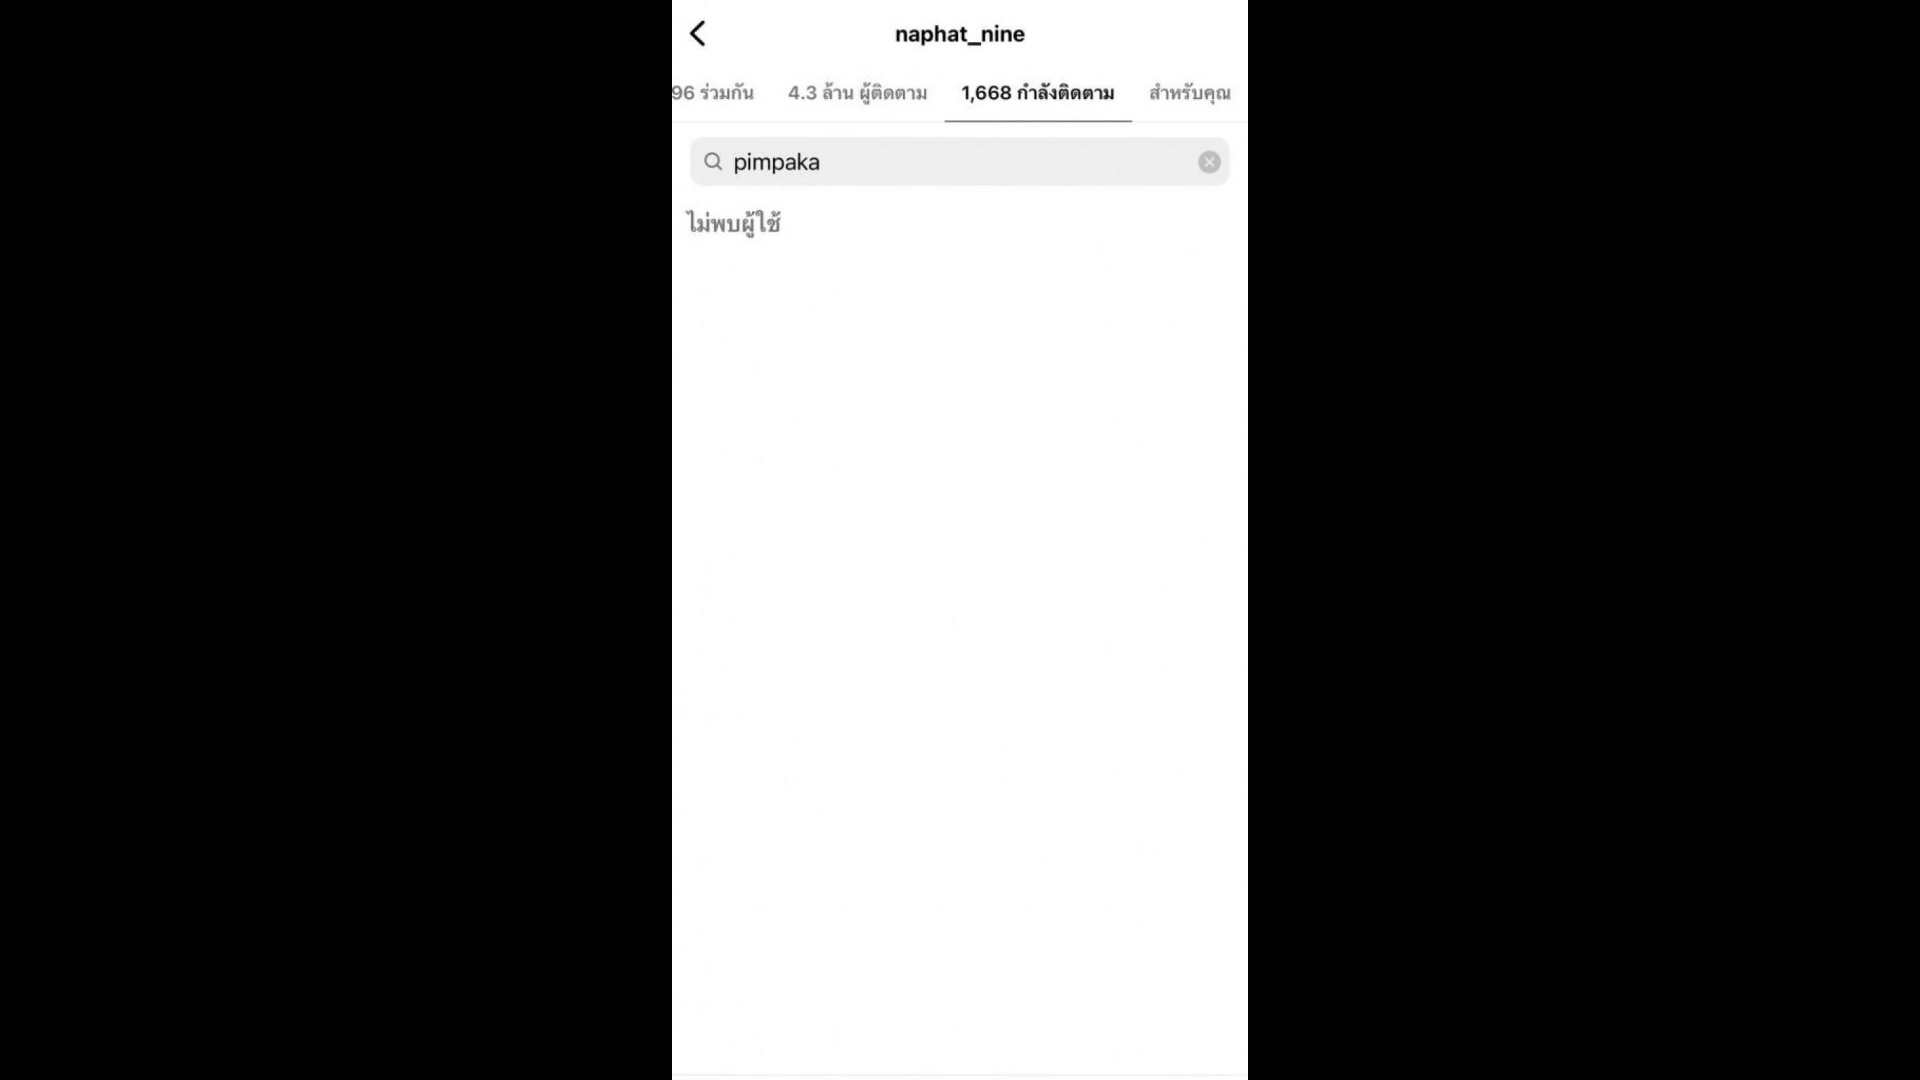 naphat_nine
96 ร่วมกัน 4.3 ล้าน ผู้ติดตาม 1,668 กำลังติดตาม สำหรับคุณ
pimpaka
ไม่พบผู้ใช้